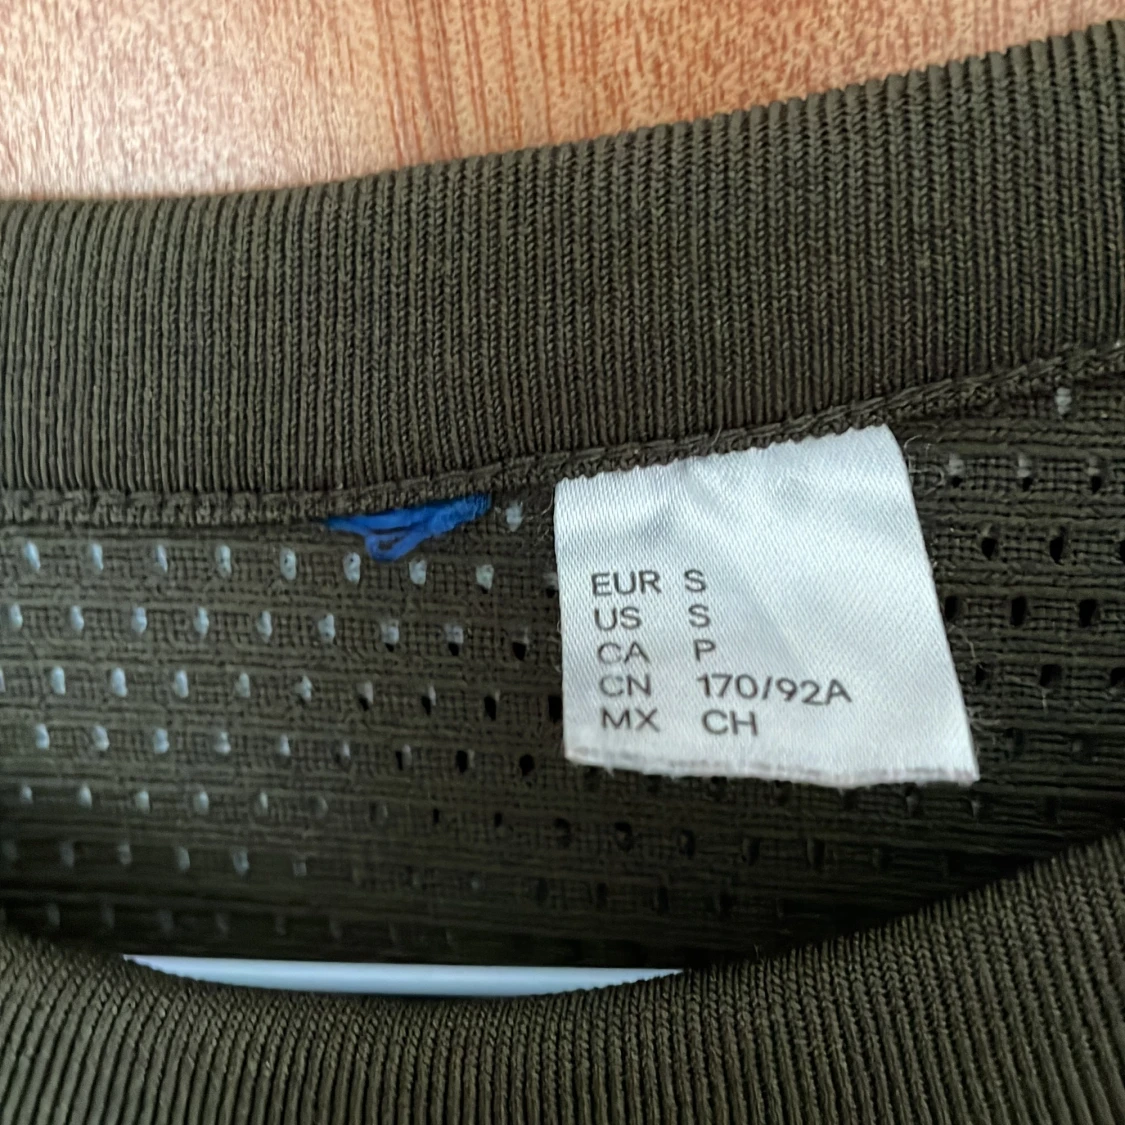 EUR S
US S
CA P
CN 170/92A
MX CH